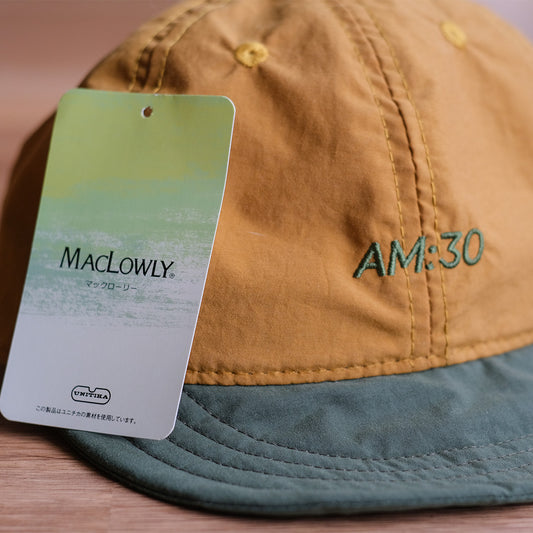 MACLOWLY®
マックローリー
UNITIKA
この製品はユニチカの素材を使用しています。
AM:30